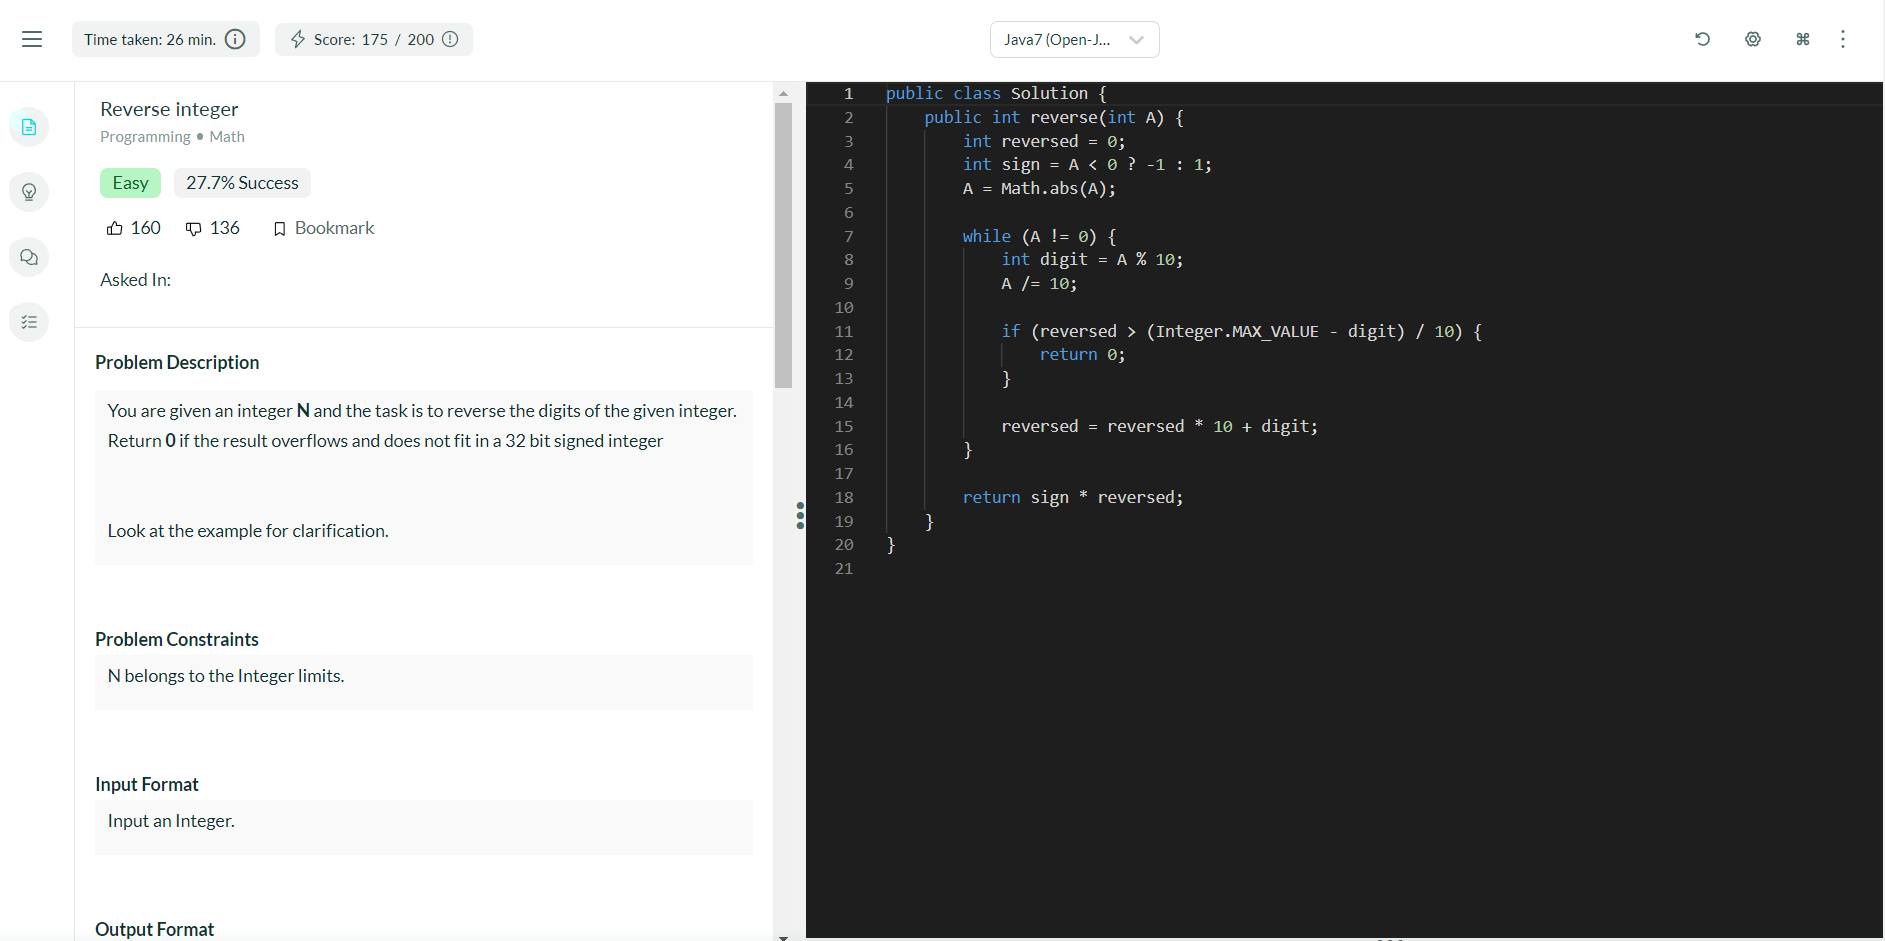 Time taken: 26 min.
Score: 175 / 200
Java7 (Open-J...
Reverse integer
Programming • Math
Easy
27.7% Success
160
136
Bookmark
Asked In:
Problem Description
You are given an integer N and the task is to reverse the digits of the given integer.
Return 0 if the result overflows and does not fit in a 32 bit signed integer
Look at the example for clarification.
Problem Constraints
N belongs to the Integer limits.
Input Format
Input an Integer.
Output Format
1 public class Solution {
2     public int reverse(int A) {
3         int reversed = 0;
4         int sign = A < 0 ? -1 : 1;
5         A = Math.abs(A);
6
7         while (A != 0) {
8             int digit = A % 10;
9             A /= 10;
10
11             if (reversed > (Integer.MAX_VALUE - digit) / 10) {
12                 return 0;
13             }
14
15             reversed = reversed * 10 + digit;
16         }
17
18         return sign * reversed;
19     }
20 }
21